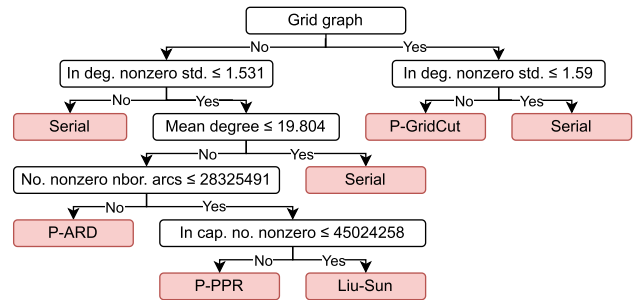 Grid graph
No Yes
In deg. nonzero std. ≤ 1.531 In deg. nonzero std. ≤ 1.59
No Yes No Yes
Serial Mean degree ≤ 19.804 P-GridCut Serial
No Yes
No. nonzero nbor. arcs ≤ 28325491 Serial
No Yes
P-ARD In cap. no. nonzero ≤ 45024258
No Yes
P-PPR Liu-Sun